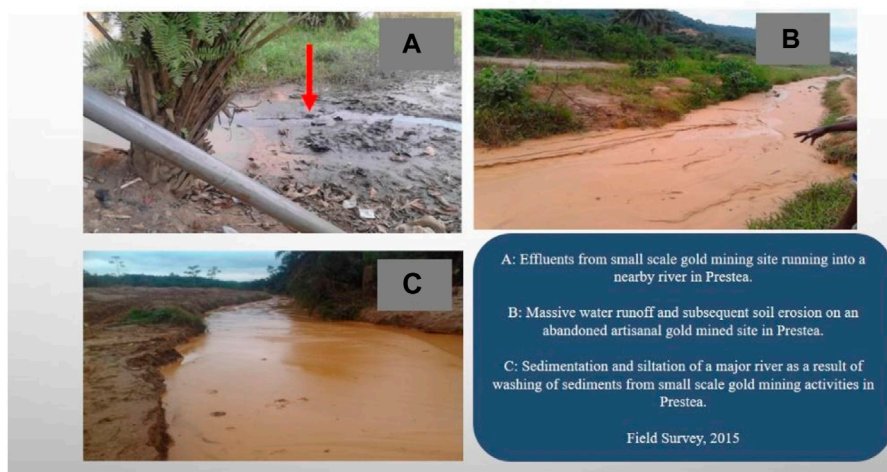 A
B
C
A: Effluents from small scale gold mining site running into a
nearby river in Prestea.
B: Massive water runoff and subsequent soil erosion on an
abandoned artisanal gold mined site in Prestea.
C: Sedimentation and siltation of a major river as a result of
washing of sediments from small scale gold mining activities in
Prestea.
Field Survey, 2015